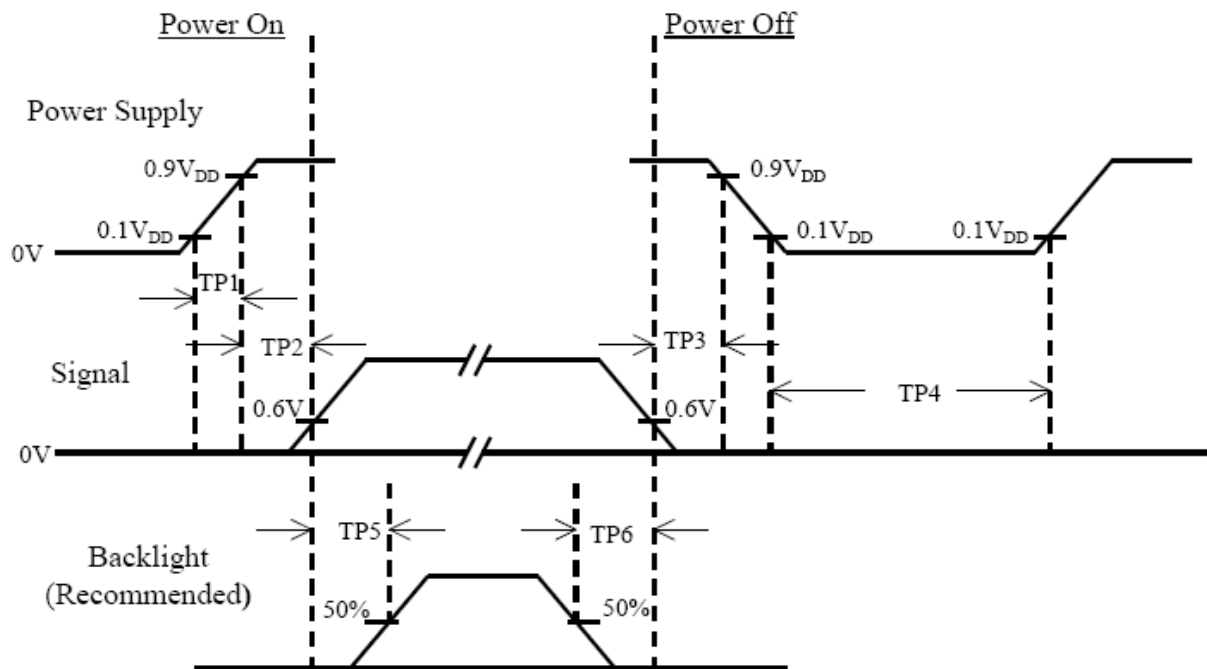 Power On
Power Off
Power Supply
0.9VDD
0.9VDD
0.1VDD
0.1VDD
0.1VDD
0V
TP1
TP2
TP3
Signal
TP4
0.6V
0.6V
0V
TP5
TP6
Backlight
(Recommended)
50%
50%